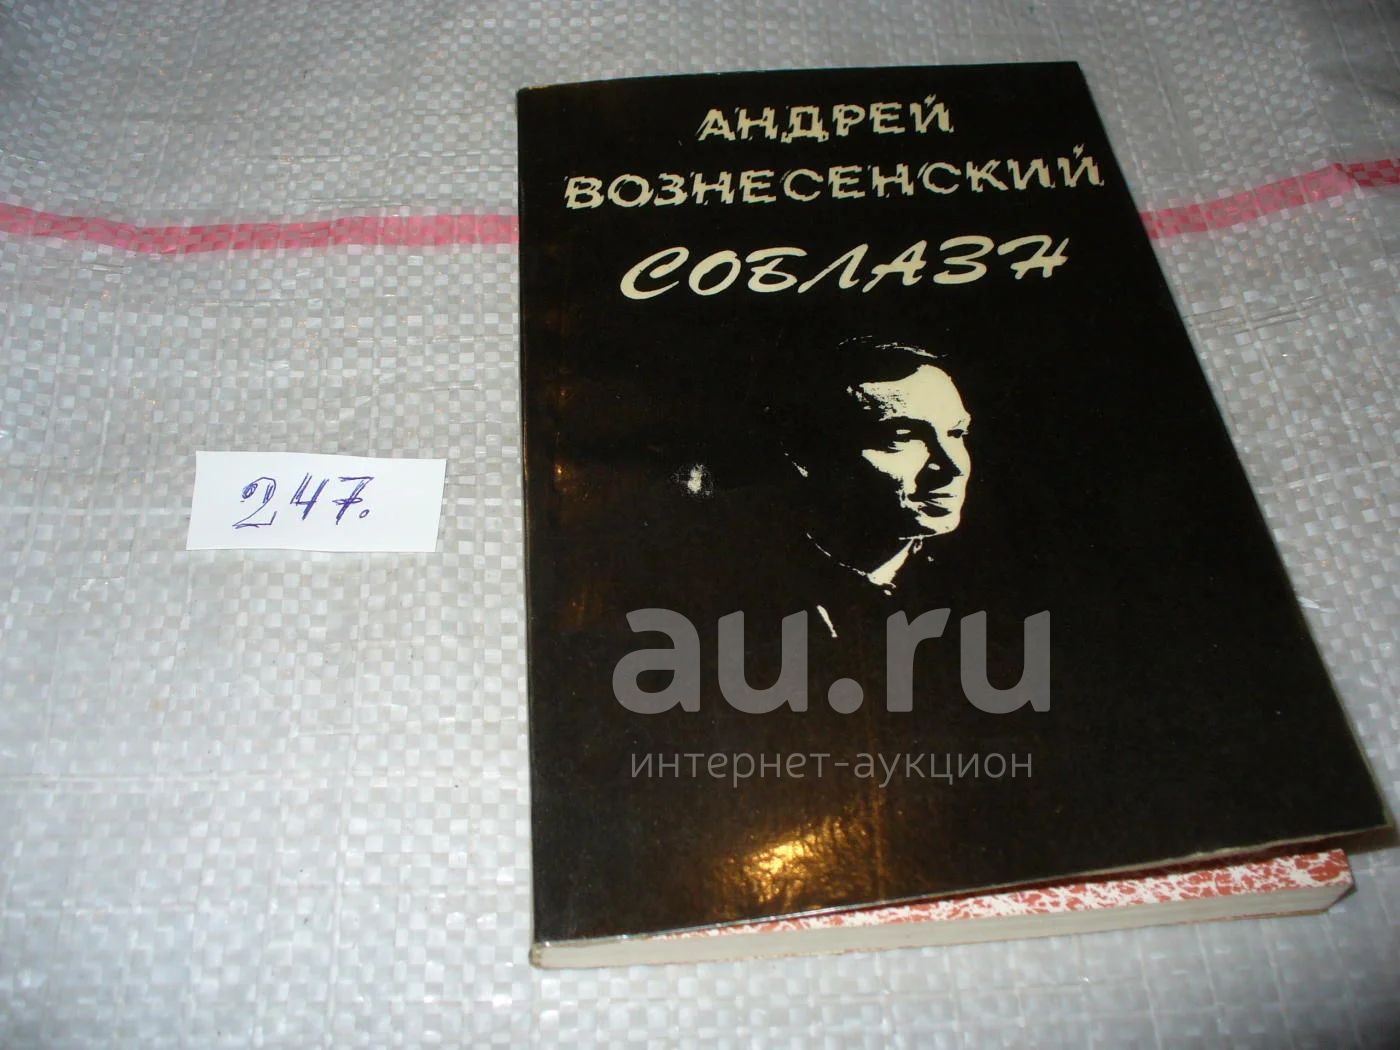 АНДРЕЙ
ВОЗНЕСЕНСКИЙ
СОБЛАЗН
247.
au.ru
интернет-аукцион